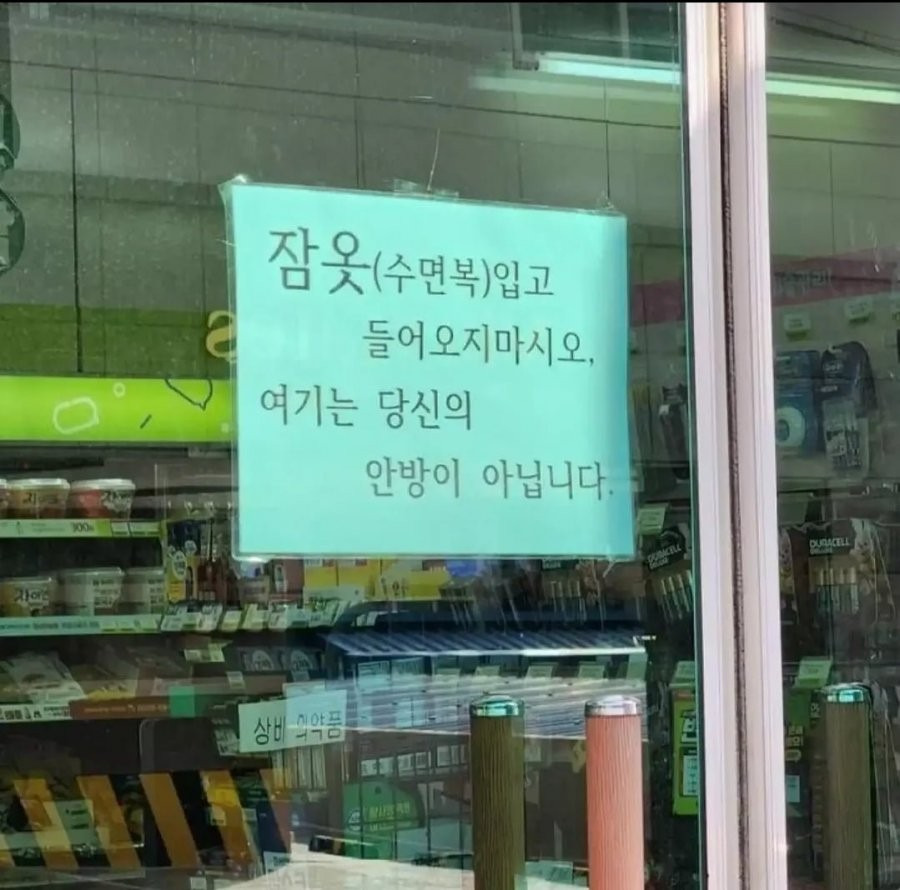 잠옷(수면복)입고
들어오지마시오,
여기는 당신의
안방이 아닙니다.
300
상비 의약품
DURACELL
DURACELL